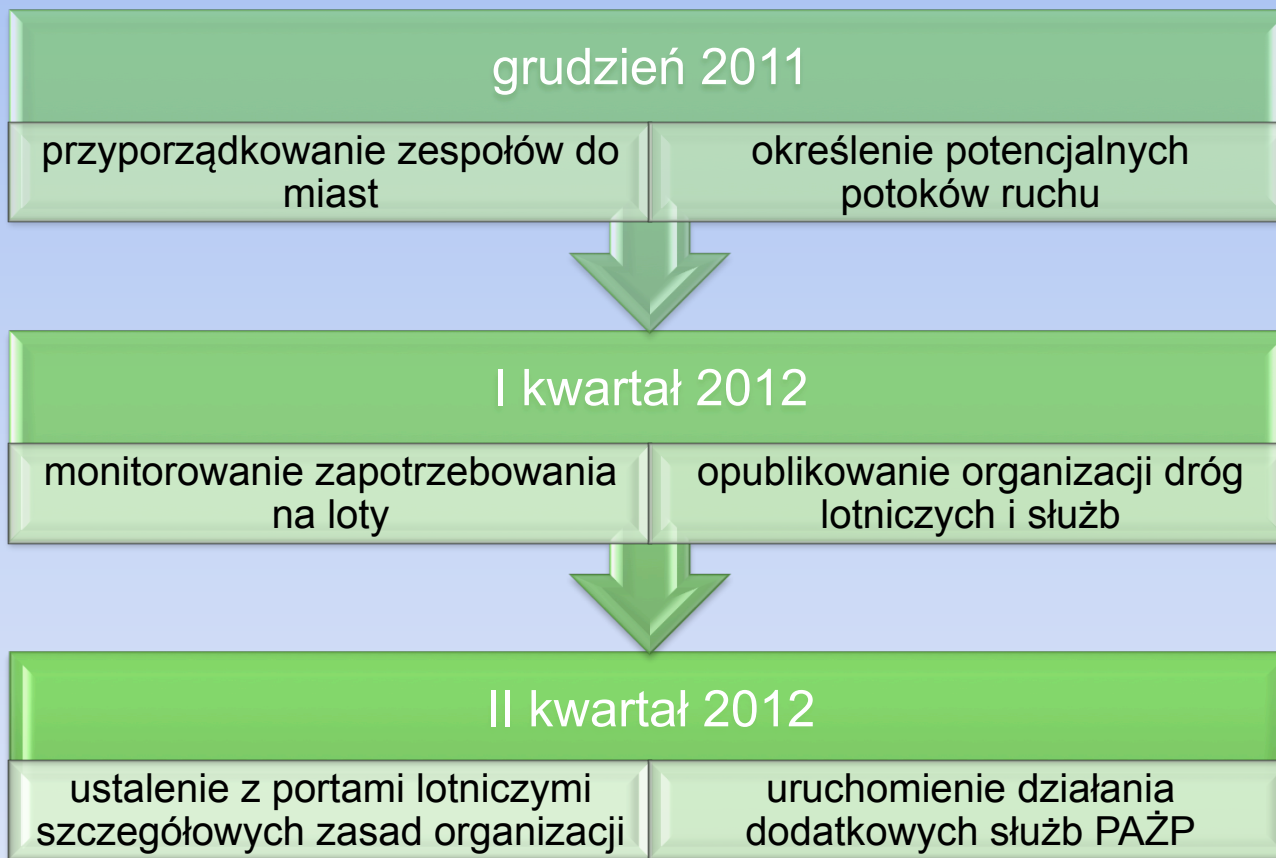 grudzień 2011
przyporządkowanie zespołów do
miast
określenie potencjalnych
potoków ruchu
I kwartał 2012
monitorowanie zapotrzebowania
na loty
opublikowanie organizacji dróg
lotniczych i służb
II kwartał 2012
ustalenie z portami lotniczymi
szczegółowych zasad organizacji
uruchomienie działania
dodatkowych służb PAŻP